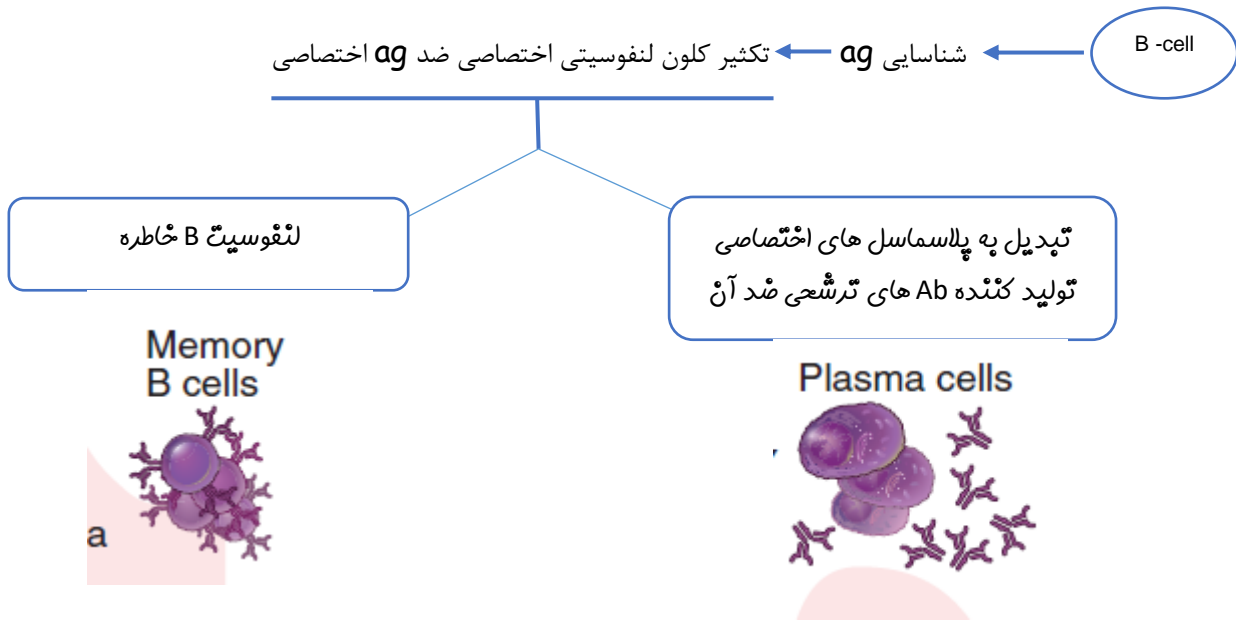 B -cell
شناسایی ag
تکثیر کلون لنفوسیتی اختصاصی ضد ag اختصاصی
تبدیل به پلاسماسل های اختصاصی
تولید کننده Ab های ترشحی ضد آن
لنفوسیت B خاطره
Plasma cells
Memory
B cells
a